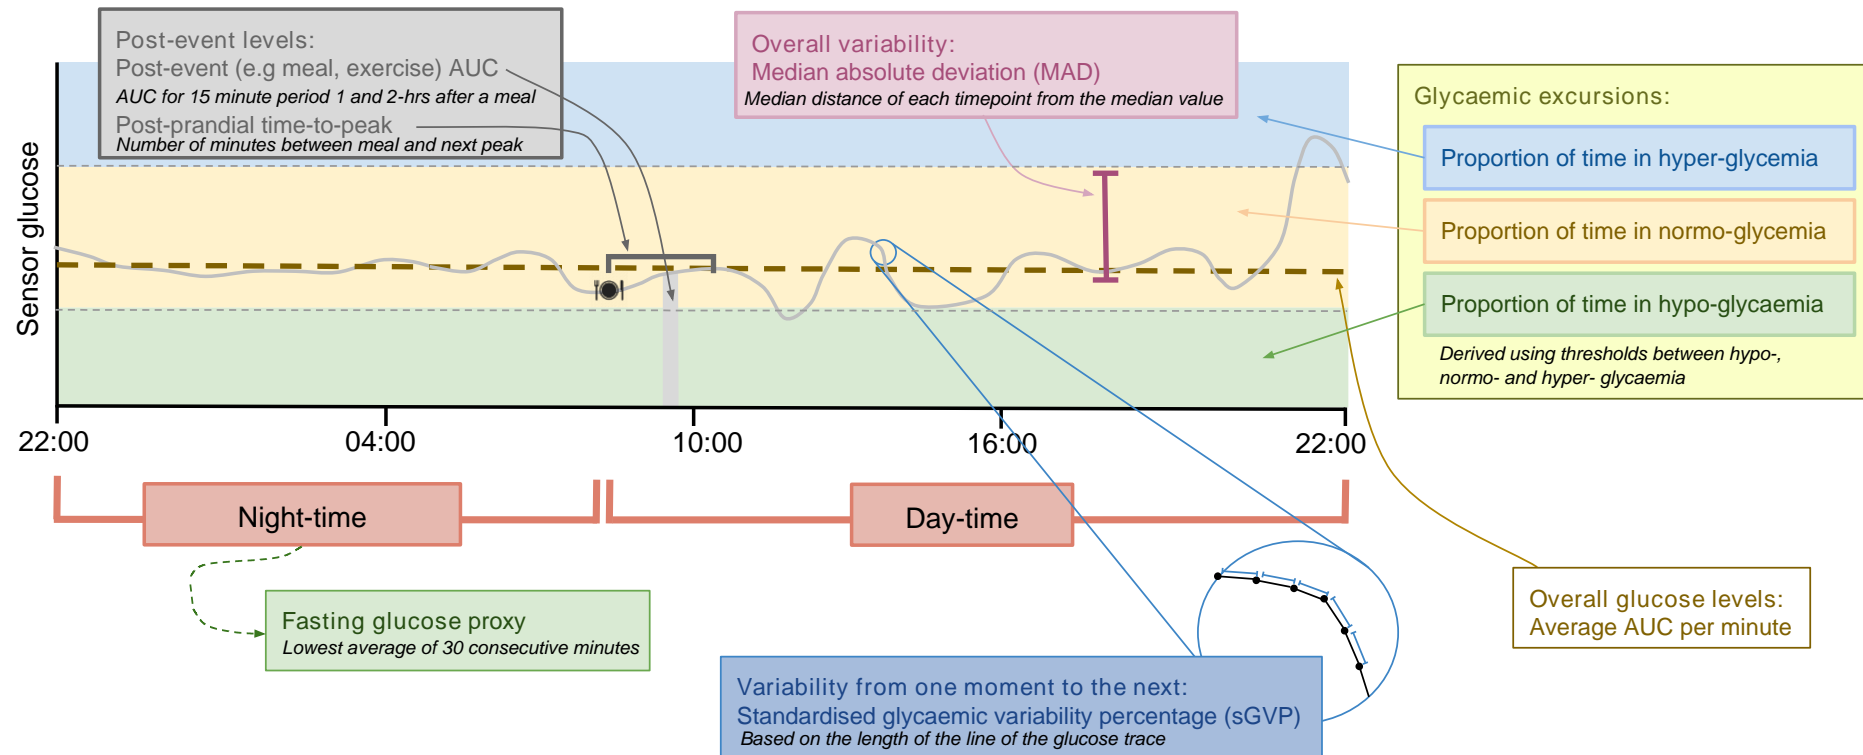 Post-event levels:
Post-event (e.g meal, exercise) AUC
AUC for 15 minute period 1 and 2-hrs after a meal
Post-prandial time-to-peak
Number of minutes between meal and next peak
Overall variability:
Median absolute deviation (MAD)
Median distance of each timepoint from the median value
Glycaemic excursions:
Proportion of time in hyper-glycemia
Proportion of time in normo-glycemia
Proportion of time in hypo-glycaemia
Derived using thresholds between hypo-,
normo- and hyper- glycaemia
Sensor glucose
22:00 04:00 10:00 16:00 22:00
Night-time
Day-time
Fasting glucose proxy
Lowest average of 30 consecutive minutes
Overall glucose levels:
Average AUC per minute
Variability from one moment to the next:
Standardised glycaemic variability percentage (sGVP)
Based on the length of the line of the glucose trace